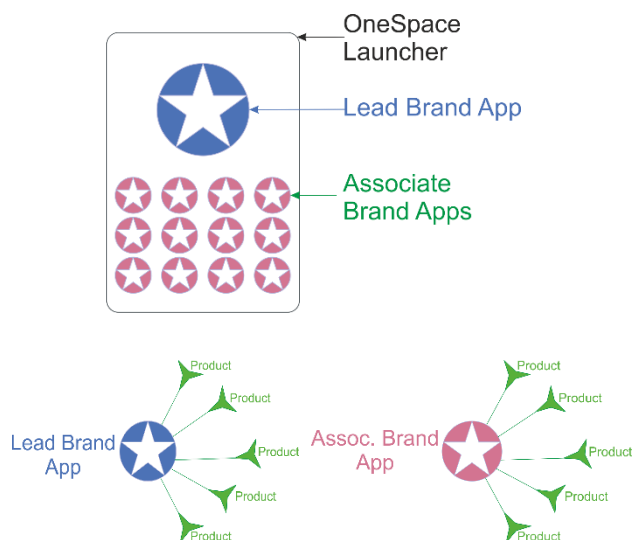 OneSpace
Launcher
Lead Brand App
Associate
Brand Apps
Product
Product
Lead Brand
App
Product
Product
Product
Product
Product
Assoc. Brand
App
Product
Product
Product